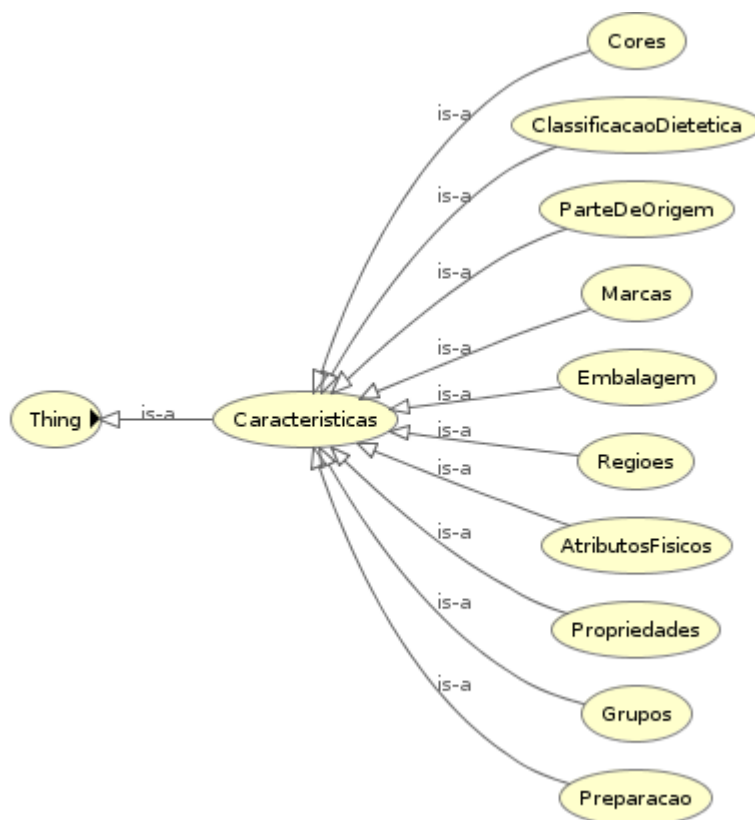 Cores
is-a
ClassificacaoDietetica
is-a
ParteDeOrigem
is-a
Marcas
is-a
Embalagem
is-a
Thing
is-a
Caracteristicas
is-a
Regioes
is-a
AtributosFisicos
is-a
Propriedades
is-a
Grupos
is-a
Preparacao